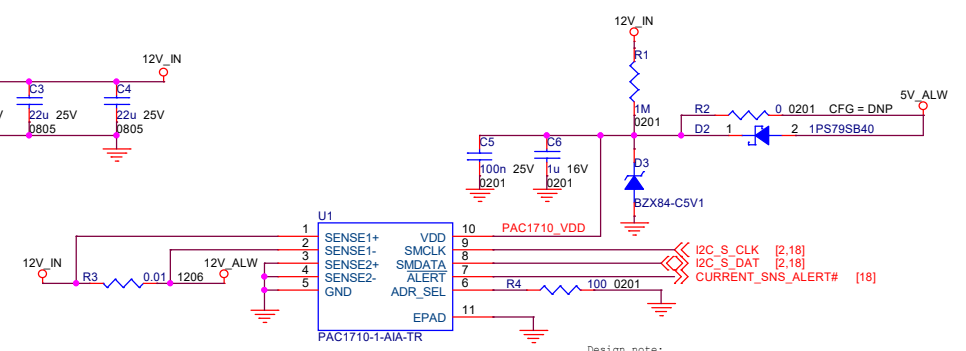 12V_IN
R1
1M
0201
5V_ALW
R2 0 0201 CFG = DNP
D2 1 2 1PS79SB40
12V_IN
C3
22u 25V
0805
C4
22u 25V
0805
C5
100n 25V
0201
C6
1u 16V
0201
D3
BZX84-C5V1
U1
1 SENSE1+ VDD 10 PAC1710_VDD
2 SENSE1- SMCLK 9 I2C_S_CLK [2,18]
3 SENSE2+ SMDATA 8 I2C_S_DAT [2,18]
4 SENSE2- ALERT 7 CURRENT_SNS_ALERT# [18]
5 GND ADR_SEL 6 R4 100 0201
EPAD 11
PAC1710-1-AIA-TR
12V_IN
R3 0.01 1206
12V_ALW
Design note: